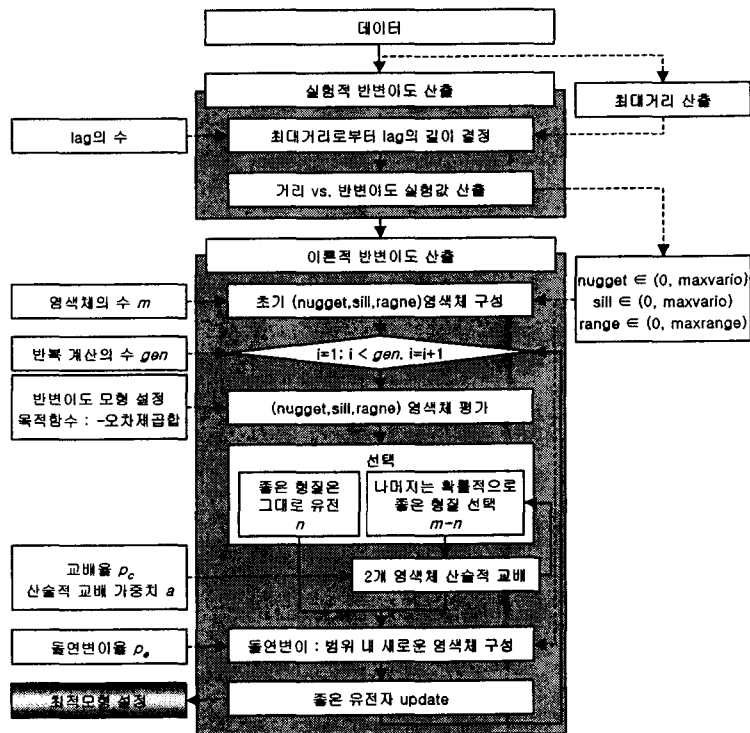 데이터
실험적 반변이도 산출
최대거리 산출
lag의 수
최대거리로부터 lag의 길이 결정
거리 vs. 반변이도 실험값 산출
이론적 반변이도 산출
nugget ∈ (0, maxvario)
sill ∈ (0, maxvario)
range ∈ (0, maxrange)
염색체의 수 m
초기 (nugget,sill,ragne)염색체 구성
반복 계산의 수 gen
i=1; i < gen, i=i+1
반변이도 모형 설정
목적함수 : -오차제곱합
(nugget,sill,ragne) 염색체 평가
선택
좋은 형질은
그대로 유전
n
나머지는 확률적으로
좋은 형질 선택
m-n
교배율 pc
산술적 교배 가중치 a
2개 염색체 산술적 교배
돌연변이율 pe
돌연변이 : 범위 내 새로운 염색체 구성
최적모형 설정
좋은 유전자 update